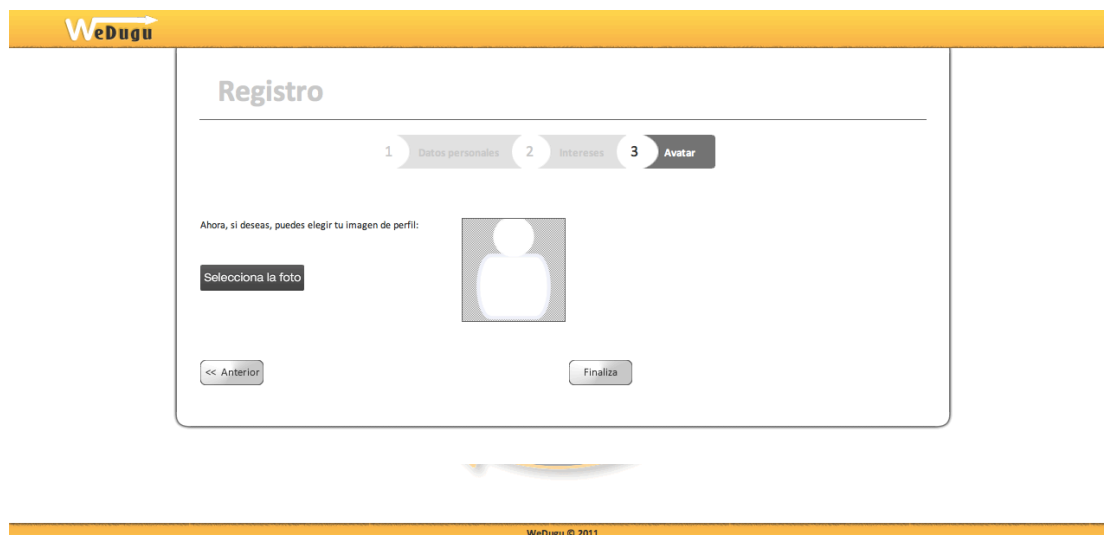 WeDugu
Registro
1 Datos personales 2 Intereses 3 Avatar
Ahora, si deseas, puedes elegir tu imagen de perfil:
Selecciona la foto
<< Anterior
Finaliza
WeDugu © 2011